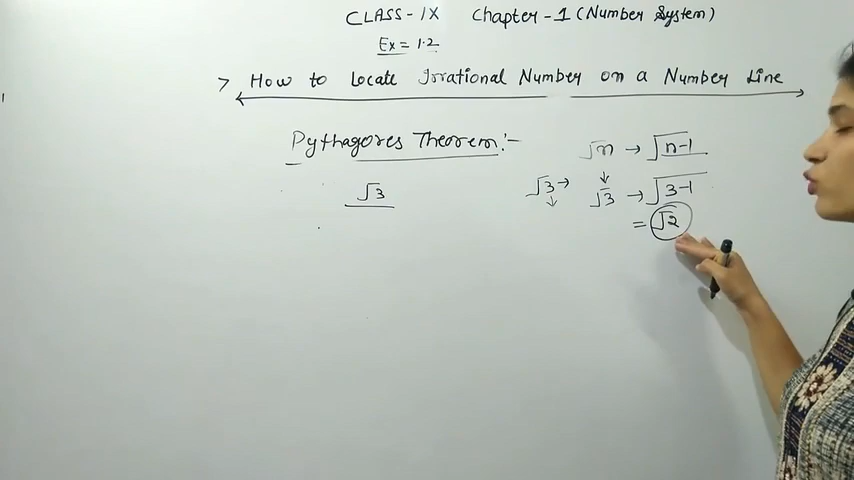 CLASS-IX Chapter-1 (Number System)
Ex = 1.2
> How to Locate Irrational Number on a Number Line
Pythagores Theorem:-
√n → √n-1
√3 √3→ √3 → √3-1
= √2